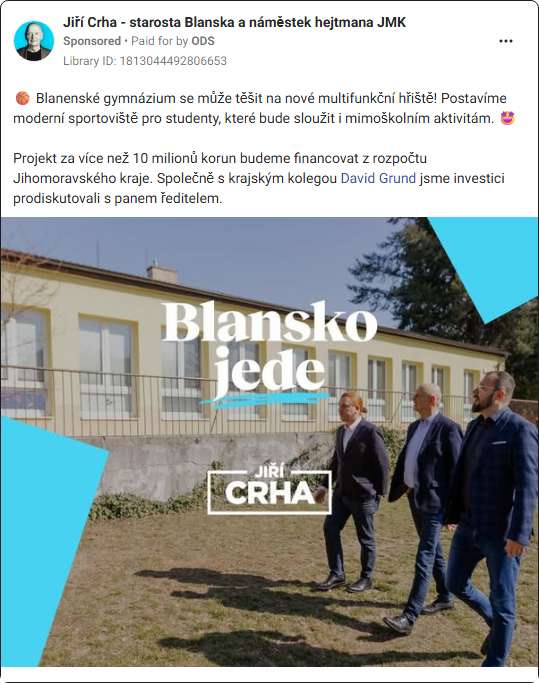 Jiří Crha - starosta Blanska a náměstek hejtmana JMK
Sponsored • Paid for by ODS
Library ID: 1813044492806653
🏀 Blanenské gymnázium se může těšit na nové multifunkční hřiště! Postavíme
moderní sportoviště pro studenty, které bude sloužit i mimoškolním aktivitám. 🤩
Projekt za více než 10 milionů korun budeme financovat z rozpočtu
Jihomoravského kraje. Společně s krajským kolegou David Grund jsme investici
prodiskutovali s panem ředitelem.
Blansko
jede
JIŘÍ
CRHA